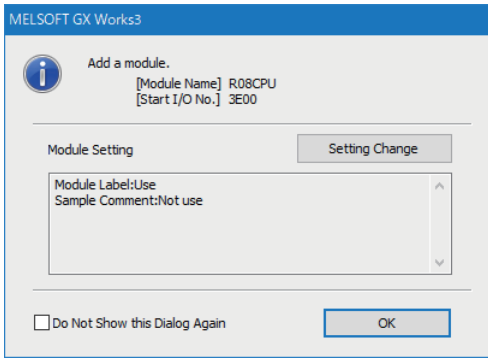 MELSOFT GX Works3
Add a module.
[Module Name] R08CPU
[Start I/O No.] 3E00
Module Setting
Setting Change
Module Label:Use
Sample Comment:Not use
Do Not Show this Dialog Again
OK